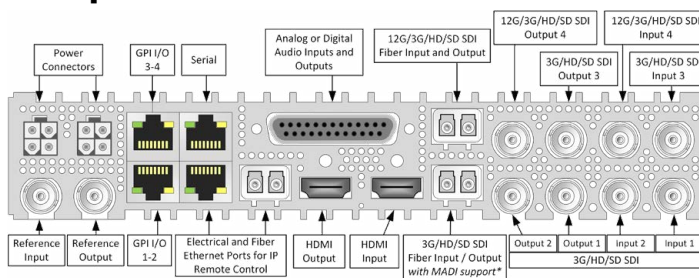 Power
Connectors
GPI I/O
3-4
Serial
Analog or Digital
Audio Inputs and
Outputs
12G/3G/HD/SD SDI
Fiber Input and Output
12G/3G/HD/SD SDI
Output 4
12G/3G/HD/SD SDI
Input 4
3G/HD/SD SDI
Output 3
3G/HD/SD SDI
Input 3
Reference
Input
Reference
Output
GPI I/O
1-2
Electrical and Fiber
Ethernet Ports for IP
Remote Control
HDMI
Output
HDMI
Input
3G/HD/SD SDI
Fiber Input / Output
with MADI support*
Output 2
Output 1
Input 2
Input 1
3G/HD/SD SDI